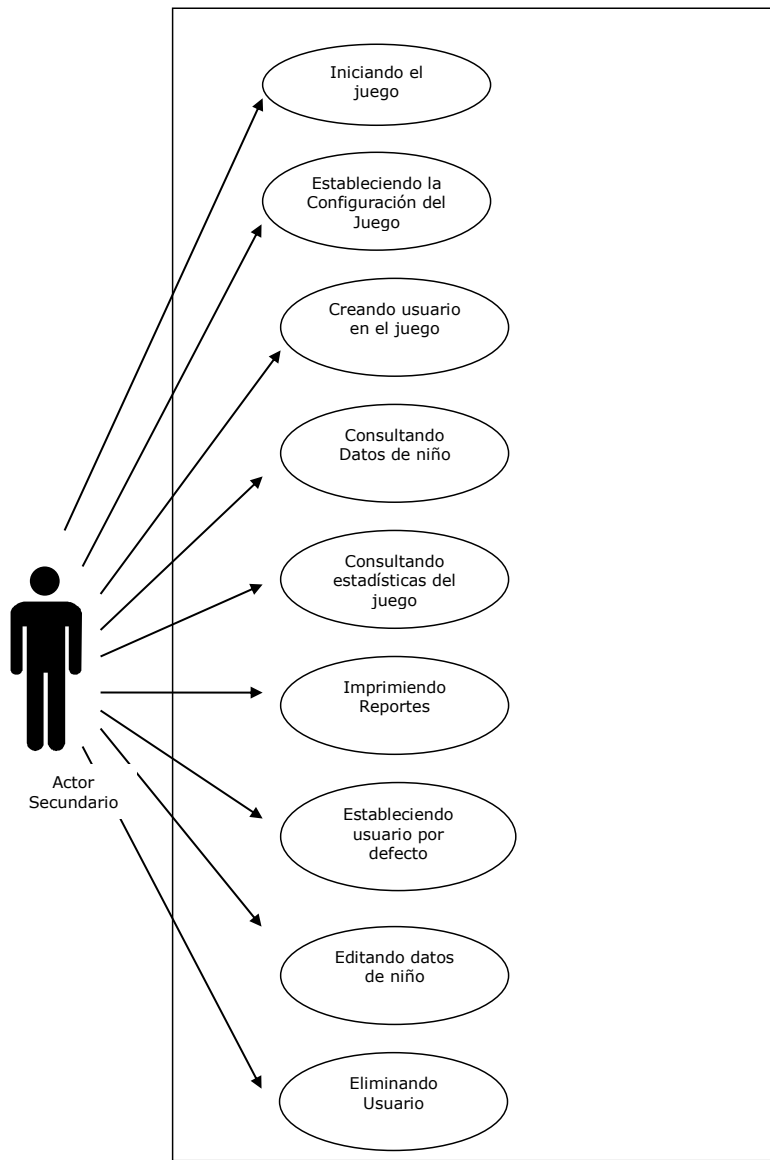 Iniciando el
juego
Estableciendo la
Configuración del
Juego
Creando usuario
en el juego
Consultando
Datos de niño
Consultando
estadísticas del
juego
Imprimiendo
Reportes
Actor
Secundario
Estableciendo
usuario por
defecto
Editando datos
de niño
Eliminando
Usuario